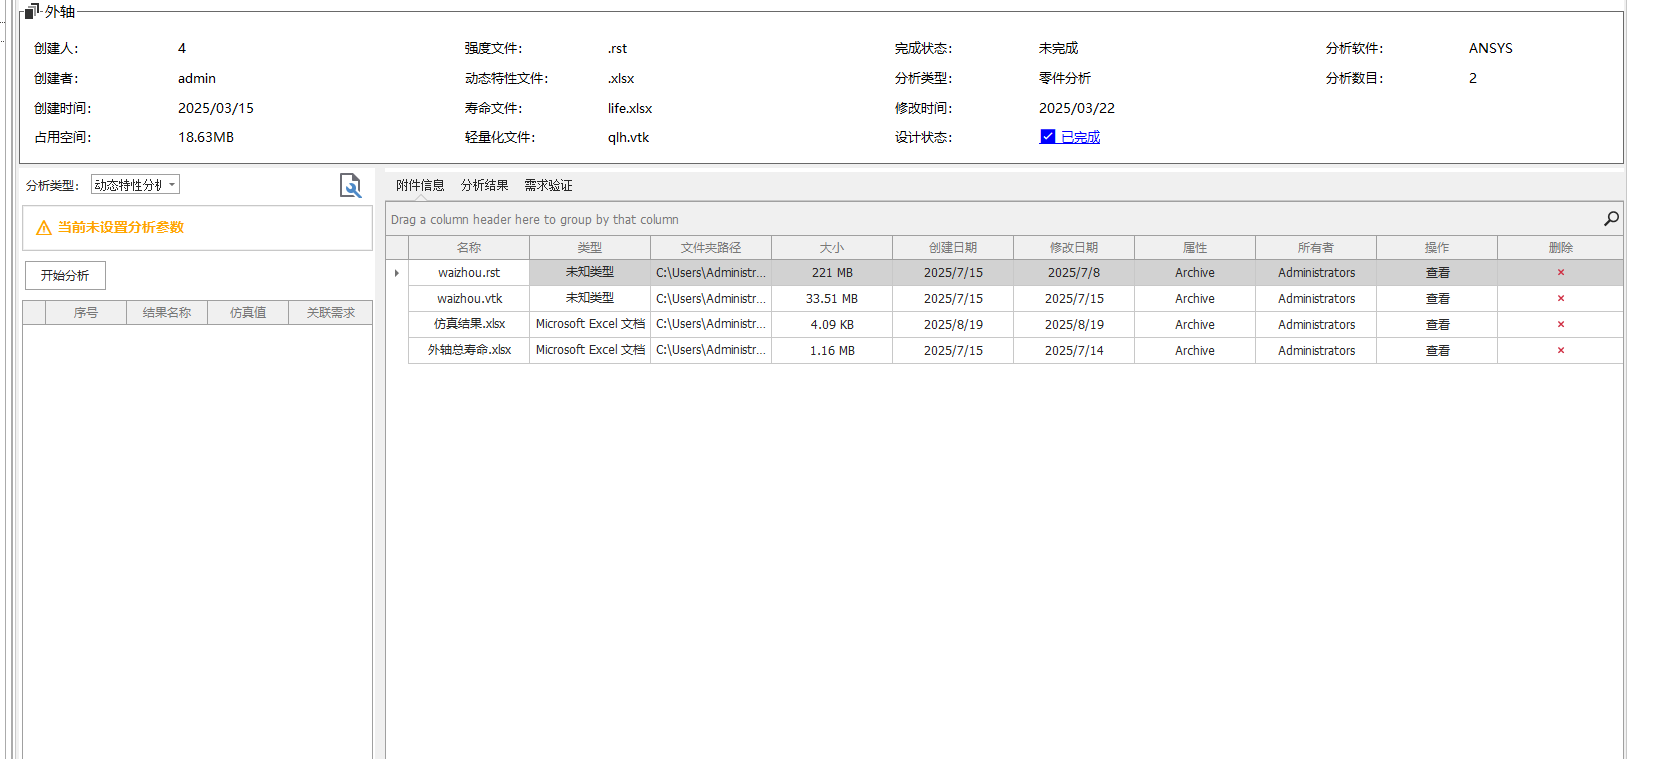 外轴
创建人: 4 强度文件: .rst 完成状态: 未完成 分析软件: ANSYS
创建者: admin 动态特性文件: .xlsx 分析类型: 零件分析 分析数目: 2
创建时间: 2025/03/15 寿命文件: life.xlsx 修改时间: 2025/03/22
占用空间: 18.63MB 轻量化文件: qlh.vtk 设计状态: 已完成
分析类型: 动态特性分析
当前未设置分析参数
开始分析
序号 结果名称 仿真值 关联需求
附件信息 分析结果 需求验证
Drag a column header here to group by that column
名称 类型 文件夹路径 大小 创建日期 修改日期 属性 所有者 操作 删除
waizhou.rst 未知类型 C:\Users\Administr... 221 MB 2025/7/15 2025/7/8 Archive Administrators 查看 ×
waizhou.vtk 未知类型 C:\Users\Administr... 33.51 MB 2025/7/15 2025/7/15 Archive Administrators 查看 ×
仿真结果.xlsx Microsoft Excel 文档 C:\Users\Administr... 4.09 KB 2025/8/19 2025/8/19 Archive Administrators 查看 ×
外轴总寿命.xlsx Microsoft Excel 文档 C:\Users\Administr... 1.16 MB 2025/7/15 2025/7/14 Archive Administrators 查看 ×